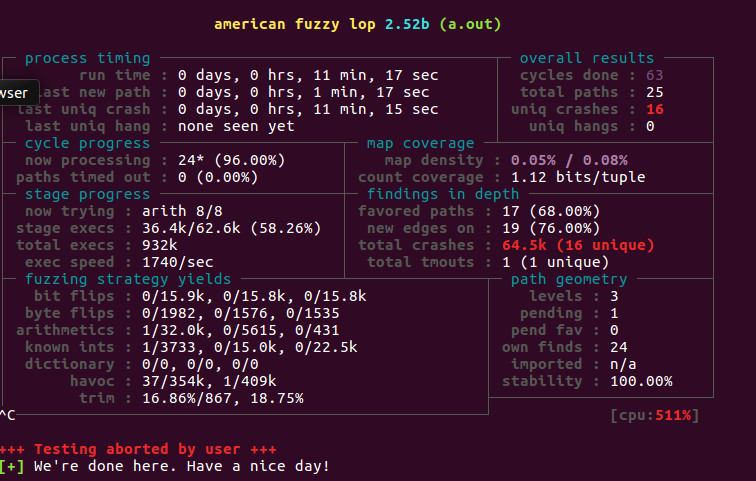 american fuzzy lop 2.52b (a.out)
process timing overall results
run time : 0 days, 0 hrs, 11 min, 17 sec cycles done : 63
wser last new path : 0 days, 0 hrs, 1 min, 17 sec total paths : 25
last uniq crash : 0 days, 0 hrs, 11 min, 15 sec uniq crashes : 16
last uniq hang : none seen yet uniq hangs : 0
cycle progress map coverage
now processing : 24* (96.00%) map density : 0.05% / 0.08%
paths timed out : 0 (0.00%) count coverage : 1.12 bits/tuple
stage progress findings in depth
now trying : arith 8/8 favored paths : 17 (68.00%)
stage execs : 36.4k/62.6k (58.26%) new edges on : 19 (76.00%)
total execs : 932k total crashes : 64.5k (16 unique)
exec speed : 1740/sec total tmouts : 1 (1 unique)
fuzzing strategy yields path geometry
bit flips : 0/15.9k, 0/15.8k, 0/15.8k levels : 3
byte flips : 0/1982, 0/1576, 0/1535 pending : 1
arithmetics : 1/32.0k, 0/5615, 0/431 pend fav : 0
known ints : 1/3733, 0/15.0k, 0/22.5k own finds : 24
dictionary : 0/0, 0/0, 0/0 imported : n/a
havoc : 37/354k, 1/409k stability : 100.00%
trim : 16.86%/867, 18.75%
^C [cpu:511%]
+++ Testing aborted by user +++
[+] We're done here. Have a nice day!